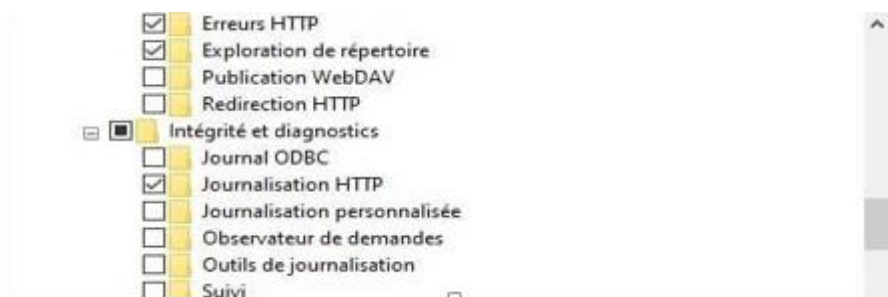 Erreurs HTTP
Exploration de répertoire
Publication WebDAV
Redirection HTTP
Intégrité et diagnostics
Journal ODBC
Journalisation HTTP
Journalisation personnalisée
Observateur de demandes
Outils de journalisation
Suivi